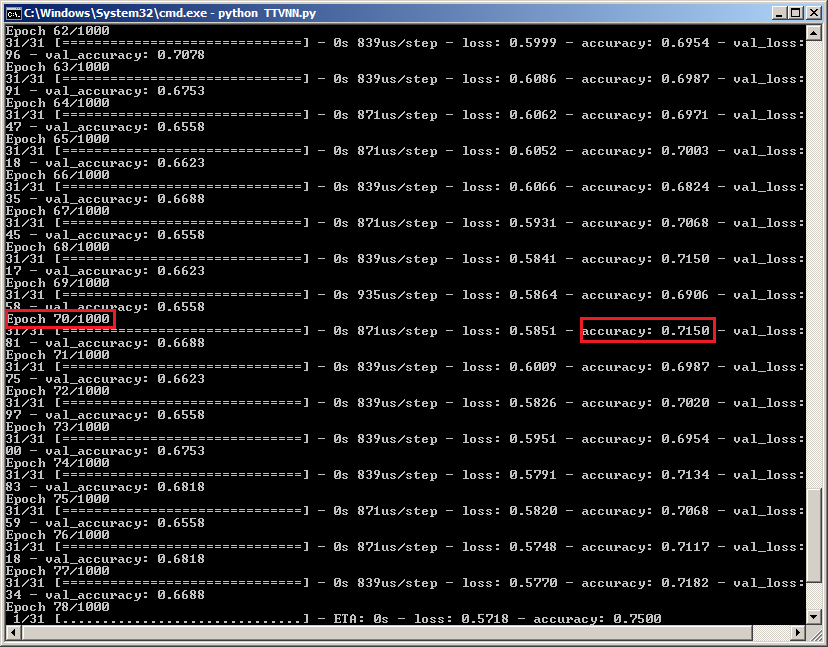 C:\Windows\System32\cmd.exe - python TTVNN.py
Epoch 62/1000
31/31 [==============================] - 0s 839us/step - loss: 0.5999 - accuracy: 0.6954 - val_loss:
96 - val_accuracy: 0.7078
Epoch 63/1000
31/31 [==============================] - 0s 839us/step - loss: 0.6086 - accuracy: 0.6987 - val_loss:
91 - val_accuracy: 0.6753
Epoch 64/1000
31/31 [==============================] - 0s 871us/step - loss: 0.6062 - accuracy: 0.6971 - val_loss:
47 - val_accuracy: 0.6558
Epoch 65/1000
31/31 [==============================] - 0s 871us/step - loss: 0.6052 - accuracy: 0.7003 - val_loss:
18 - val_accuracy: 0.6623
Epoch 66/1000
31/31 [==============================] - 0s 839us/step - loss: 0.6066 - accuracy: 0.6824 - val_loss:
35 - val_accuracy: 0.6688
Epoch 67/1000
31/31 [==============================] - 0s 871us/step - loss: 0.5931 - accuracy: 0.7068 - val_loss:
45 - val_accuracy: 0.6558
Epoch 68/1000
31/31 [==============================] - 0s 839us/step - loss: 0.5841 - accuracy: 0.7150 - val_loss:
17 - val_accuracy: 0.6623
Epoch 69/1000
31/31 [==============================] - 0s 935us/step - loss: 0.5864 - accuracy: 0.6906 - val_loss:
58 - val_accuracy: 0.6558
Epoch 70/1000
31/31 [==============================] - 0s 871us/step - loss: 0.5851 - accuracy: 0.7150 - val_loss:
81 - val_accuracy: 0.6688
Epoch 71/1000
31/31 [==============================] - 0s 839us/step - loss: 0.6009 - accuracy: 0.6987 - val_loss:
75 - val_accuracy: 0.6623
Epoch 72/1000
31/31 [==============================] - 0s 839us/step - loss: 0.5826 - accuracy: 0.7020 - val_loss:
97 - val_accuracy: 0.6558
Epoch 73/1000
31/31 [==============================] - 0s 839us/step - loss: 0.5951 - accuracy: 0.6954 - val_loss:
00 - val_accuracy: 0.6753
Epoch 74/1000
31/31 [==============================] - 0s 839us/step - loss: 0.5791 - accuracy: 0.7134 - val_loss:
83 - val_accuracy: 0.6818
Epoch 75/1000
31/31 [==============================] - 0s 871us/step - loss: 0.5820 - accuracy: 0.7068 - val_loss:
59 - val_accuracy: 0.6558
Epoch 76/1000
31/31 [==============================] - 0s 871us/step - loss: 0.5748 - accuracy: 0.7117 - val_loss:
18 - val_accuracy: 0.6818
Epoch 77/1000
31/31 [==============================] - 0s 839us/step - loss: 0.5770 - accuracy: 0.7182 - val_loss:
34 - val_accuracy: 0.6688
Epoch 78/1000
1/31 [..............................] - ETA: 0s - loss: 0.5718 - accuracy: 0.7500